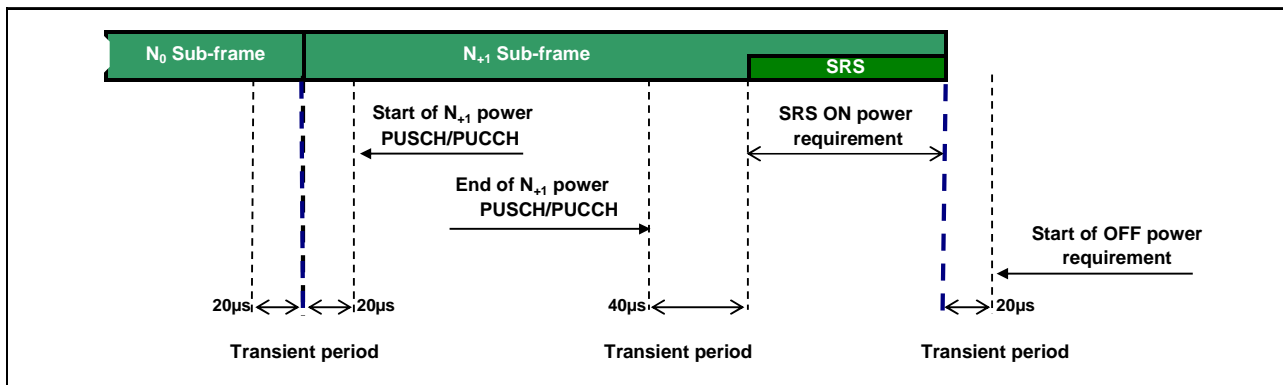 N₀ Sub-frame
N₊₁ Sub-frame
SRS
Start of N₊₁ power
PUSCH/PUCCH
SRS ON power
requirement
End of N₊₁ power
PUSCH/PUCCH
Start of OFF power
requirement
20µs
20µs
40µs
20µs
Transient period
Transient period
Transient period